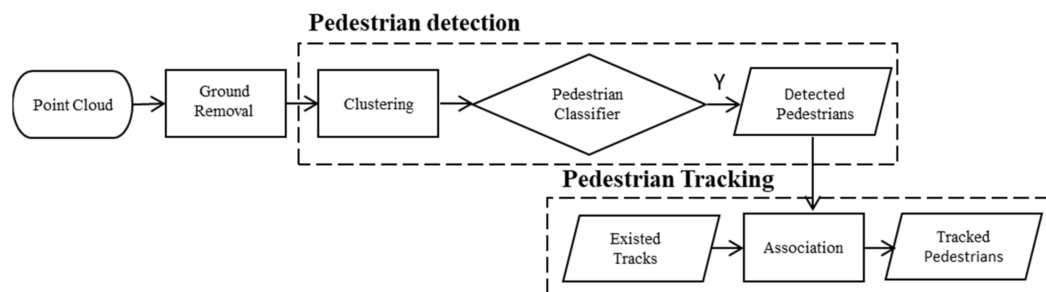 Pedestrian detection
Point Cloud
Ground
Removal
Clustering
Pedestrian
Classifier
Y
Detected
Pedestrians
Pedestrian Tracking
Existed
Tracks
Association
Tracked
Pedestrians